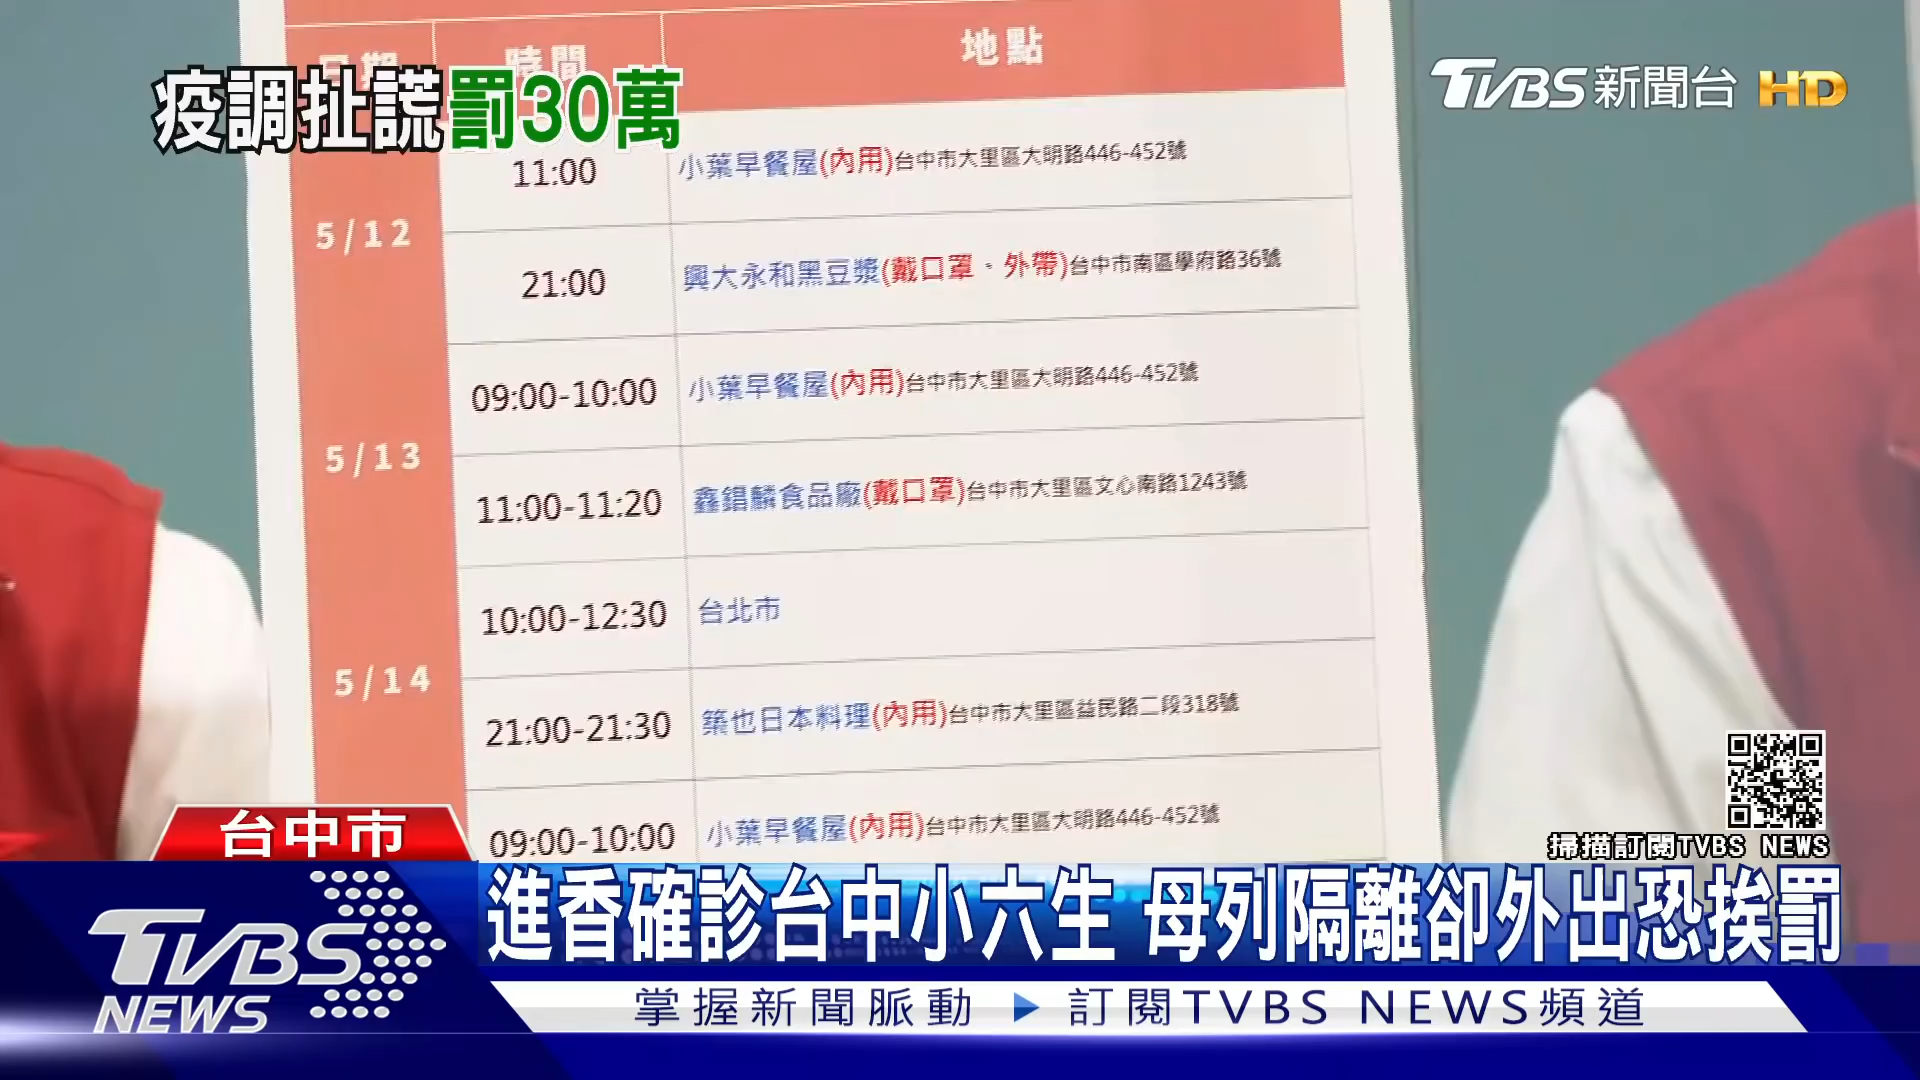 日期 時間 地點
疫調扯謊罰30萬
TVBS新聞台 HD
11:00 小葉早餐屋(內用)台中市大里區大明路446-452號
5/12
21:00 興大永和黑豆漿(戴口罩、外帶)台中市南區學府路36號
09:00-10:00 小葉早餐屋(內用)台中市大里區大明路446-452號
5/13
11:00-11:20 鑫錩麟食品廠(戴口罩)台中市大里區文心南路1243號
10:00-12:30 台北市
5/14
21:00-21:30 築也日本料理(內用)台中市大里區益民路二段318號
09:00-10:00 小葉早餐屋(內用)台中市大里區大明路446-452號
掃描訂閱TVBS NEWS
台中市
進香確診台中小六生 母列隔離卻外出恐挨罰
TVBS NEWS
掌握新聞脈動 ▶ 訂閱TVBS NEWS頻道